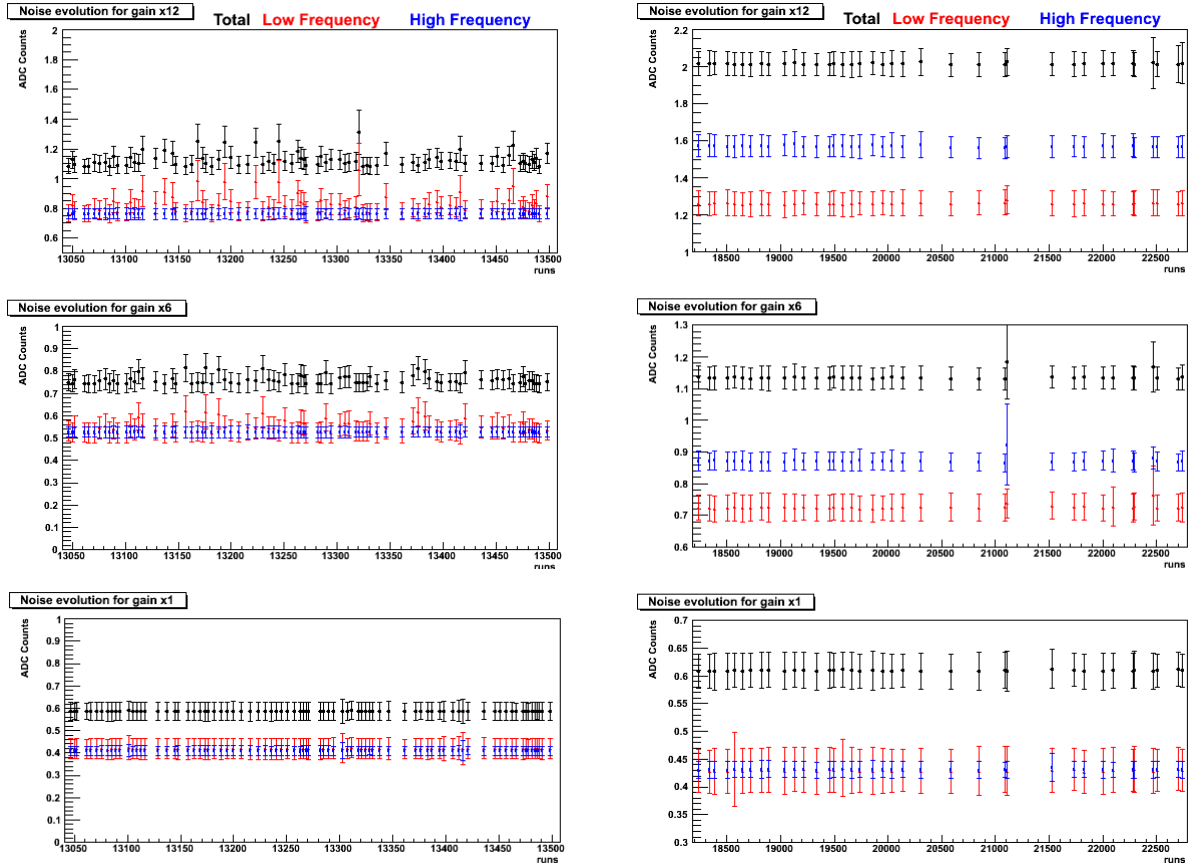 Noise evolution for gain x12
Total Low Frequency High Frequency
ADC Counts
2
1.8
1.6
1.4
1.2
1
0.8
0.6
13050 13100 13150 13200 13250 13300 13350 13400 13450 13500
runs
Noise evolution for gain x12
Total Low Frequency High Frequency
ADC Counts
2.2
2
1.8
1.6
1.4
1.2
1
18500 19000 19500 20000 20500 21000 21500 22000 22500
runs
Noise evolution for gain x6
ADC Counts
1
0.9
0.8
0.7
0.6
0.5
0.4
0.3
0.2
0.1
0
13050 13100 13150 13200 13250 13300 13350 13400 13450 13500
runs
Noise evolution for gain x6
ADC Counts
1.3
1.2
1.1
1
0.9
0.8
0.7
0.6
18500 19000 19500 20000 20500 21000 21500 22000 22500
runs
Noise evolution for gain x1
ADC Counts
1
0.9
0.8
0.7
0.6
0.5
0.4
0.3
0.2
0.1
0
13050 13100 13150 13200 13250 13300 13350 13400 13450 13500
runs
Noise evolution for gain x1
ADC Counts
0.7
0.65
0.6
0.55
0.5
0.45
0.4
0.35
0.3
18500 19000 19500 20000 20500 21000 21500 22000 22500
runs